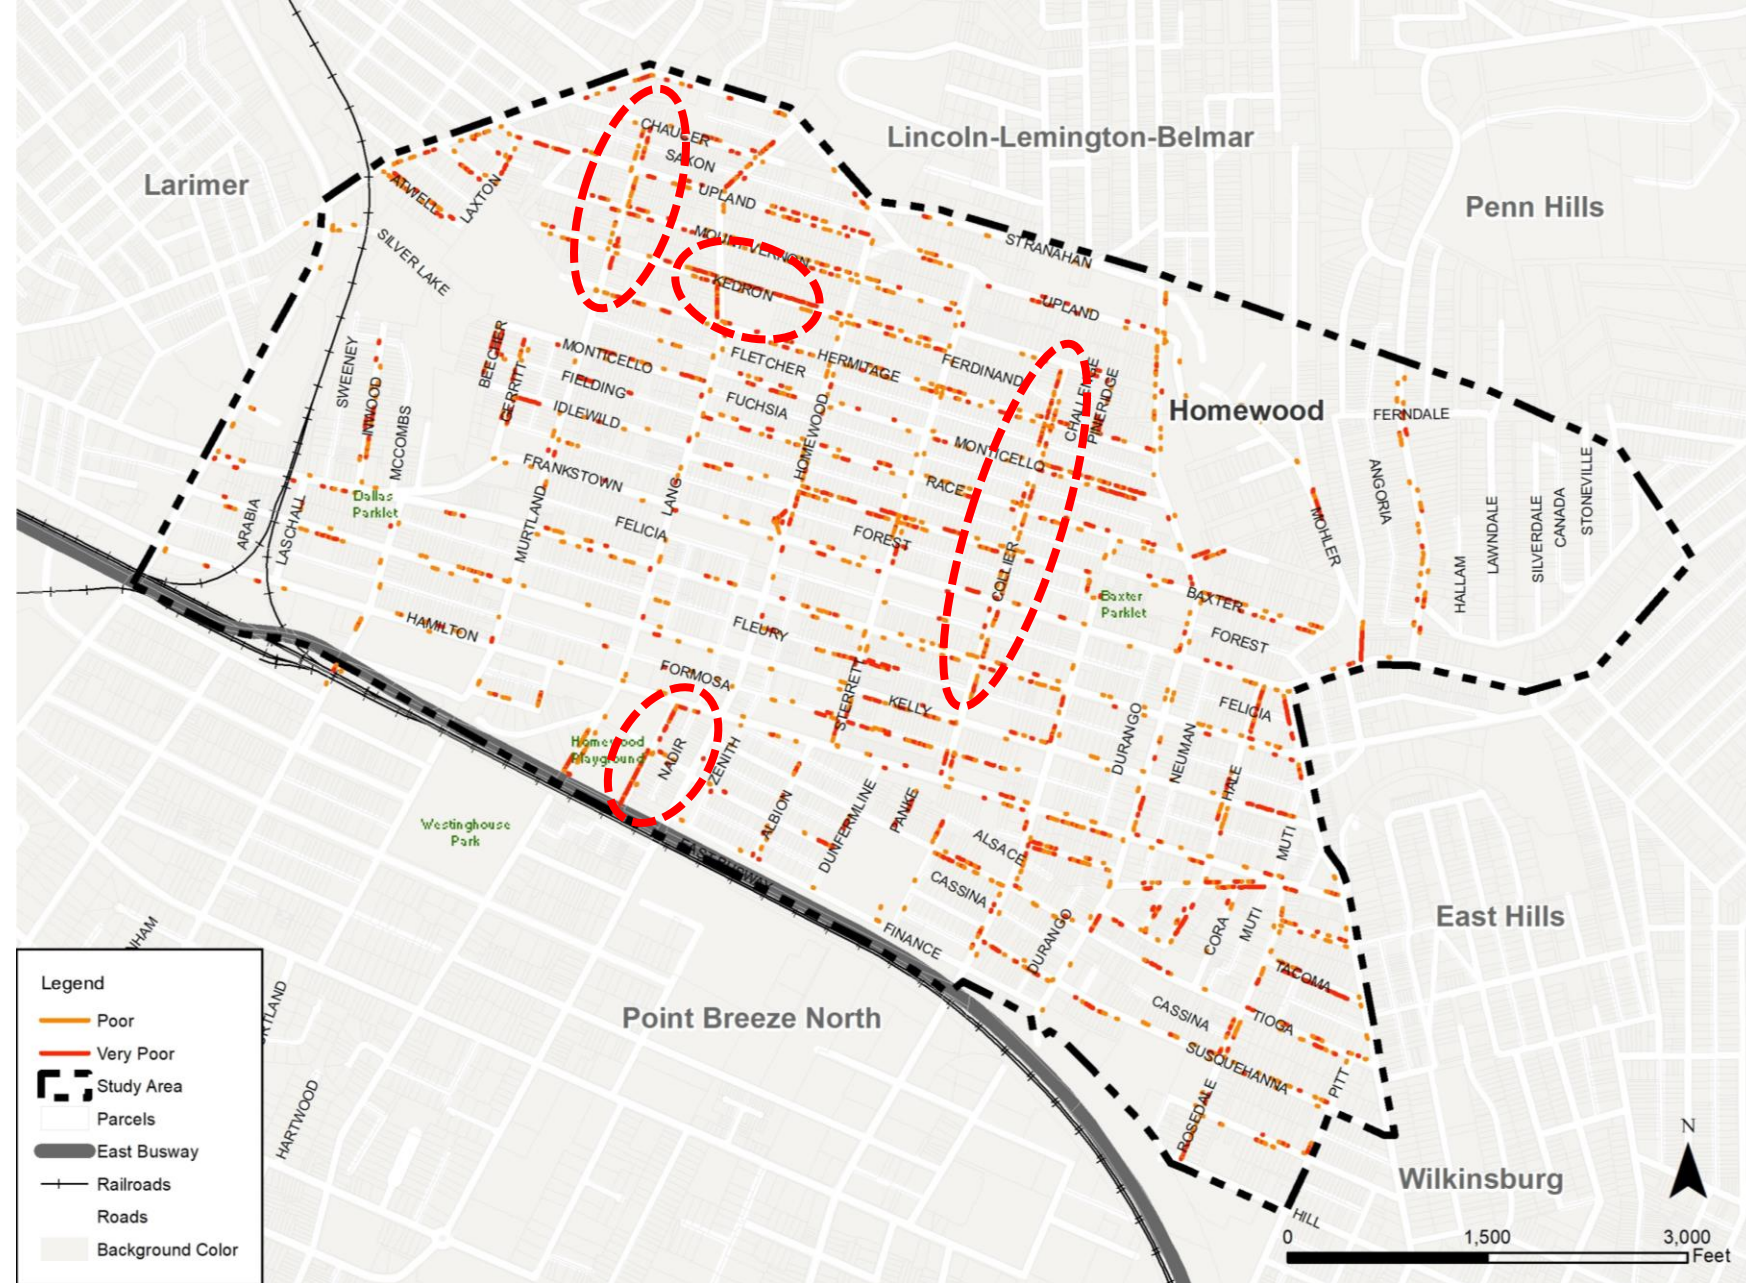 Lincoln-Lemington-Belmar
Larimer
Penn Hills
CHAUCER
SAXON
ATWELL
LAXTON
UPLAND
SILVER LAKE
MOUNT VERNON
STRANAHAN
KEDRON
UPLAND
BEECHER
GERRITT
MONTICELLO
FIELDING
IDLEWILD
FLETCHER
HERMITAGE
FERDINAND
FUCHSIA
SWEENEY
INWOOD
MCCOMBS
CHALLENGE
PINERIDGE
Homewood
FERNDALE
HOMEWOOD
MONTICELLO
FRANKSTOWN
RACE
LANG
MURTLAND
Dallas
Parklet
ARABIA
LASCHALL
FELICIA
FOREST
COLLIER
MOHLER
ANGORIA
LAWNDALE
HALLAM
SILVERDALE
CANADA
STONEVILLE
Baxter
Parklet
BAXTER
FOREST
HAMILTON
FLEURY
FORMOSA
STERRETT
KELLY
FELICIA
Homewood
Playground
NADIR
ZENITH
DURANGO
NEUMAN
HALE
ALBION
DUNFERMLINE
PANKE
ALSACE
MUTI
Westinghouse
Park
EAST BUSWAY
CASSINA
FINANCE
DURANGO
CORA
MUTI
East Hills
TACOMA
Point Breeze North
CASSINA
TIOGA
SUSQUEHANNA
PITT
ROSEDALE
Wilkinsburg
HILL
HARTWOOD
Legend
Poor
Very Poor
Study Area
Parcels
East Busway
Railroads
Roads
Background Color
N
0 1,500 3,000
Feet